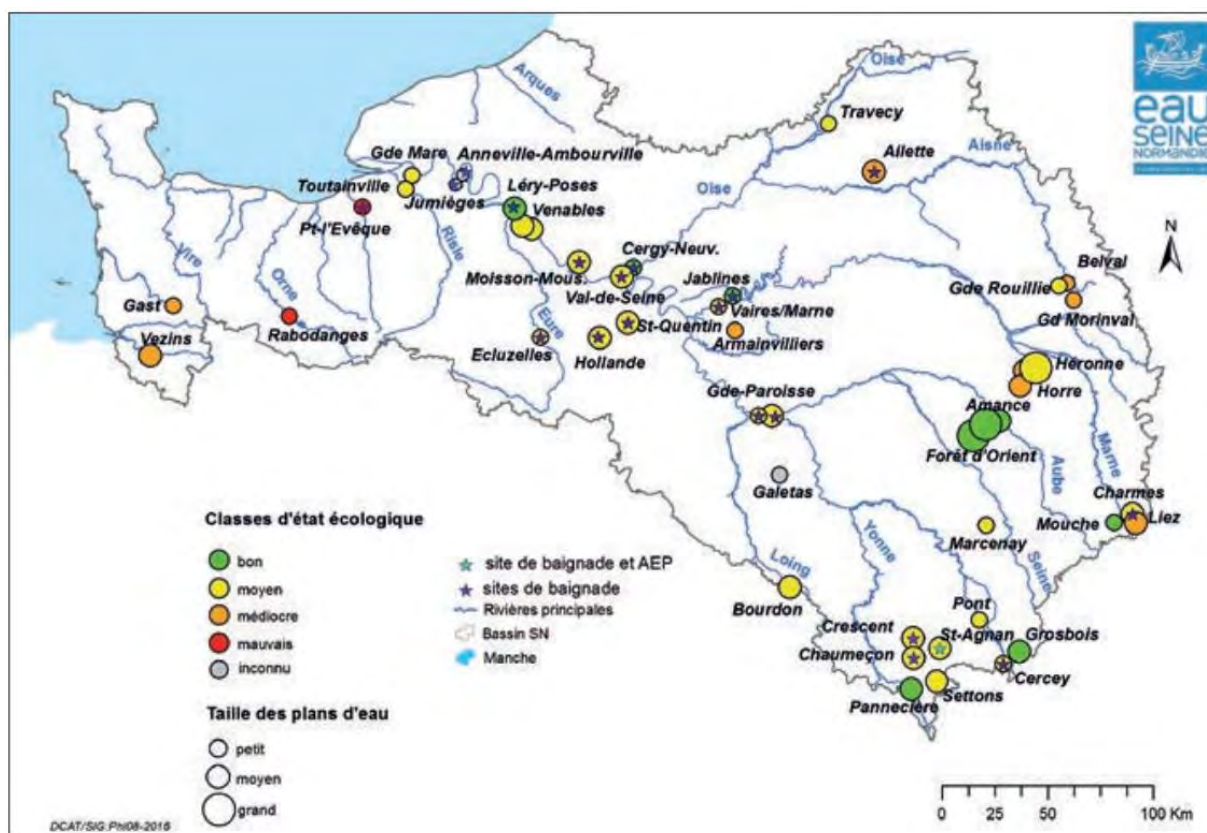 eau
SEINE
NORMANDIE
N
Oise
Arques
Travecy
Ailette
Aisne
Gde Mare
Anneville-Ambourville
Toutainville
Jumièges
Léry-Poses
Oise
Venables
Pt-l'Evêque
Risle
Vire
Orne
Cergy-Neuv.
Moisson-Mous.
Jablines
Belval
Val-de-Seine
Gde Rouillie
Gast
Vaires/Marne
Gd Morinval
Rabodanges
Eure
St-Quentin
Armainvilliers
Vezins
Ecluzelles
Hollande
Héronne
Horre
Gde-Paroisse
Amance
Marne
Forêt d'Orient
Aube
Galetas
Charmes
Mouche
Liez
Yonne
Marcenay
Seine
Loing
Bourdon
Pont
Crescent
St-Agnan
Grosbois
Chaumeçon
Cercey
Settons
Pannecière
Classes d'état écologique
bon
moyen
médiocre
mauvais
inconnu
site de baignade et AEP
sites de baignade
Rivières principales
Bassin SN
Manche
Taille des plans d'eau
petit
moyen
grand
0 25 50 100 Km
DCAT/SIG.Phi08-2016